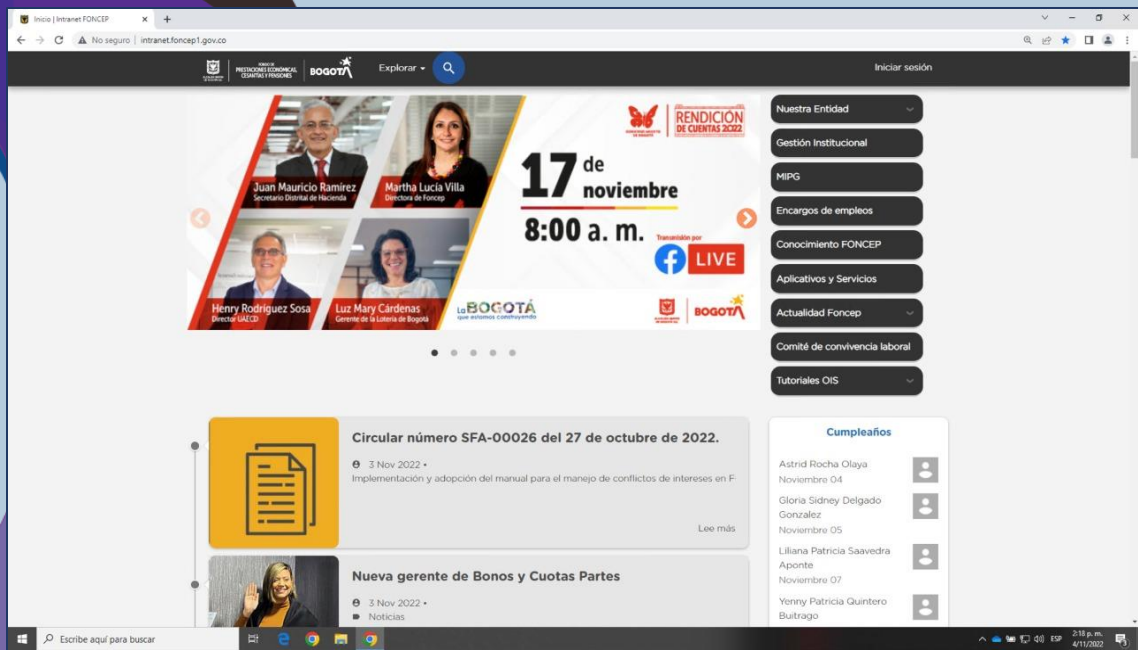 Inicio | Intranet FONCEP
No seguro | intranet.foncep1.gov.co
FONDO DE
PRESTACIONES ECONÓMICAS,
CESANTÍAS Y PENSIONES
BOGOTÁ
Explorar
Iniciar sesión
Juan Mauricio Ramírez
Secretario Distrital de Hacienda
Martha Lucía Villa
Directora de Foncep
Henry Rodríguez Sosa
Director UAECD
Luz Mary Cárdenas
Gerente de la Lotería de Bogotá
RENDICIÓN
DE CUENTAS 2022
17 de
noviembre
8:00 a. m.
Transmisión por
LIVE
La BOGOTÁ
que estamos construyendo
BOGOTÁ
Nuestra Entidad
Gestión Institucional
MIPG
Encargos de empleos
Conocimiento FONCEP
Aplicativos y Servicios
Actualidad Foncep
Comité de convivencia laboral
Tutoriales OIS
Circular número SFA-00026 del 27 de octubre de 2022.
3 Nov 2022 •
Implementación y adopción del manual para el manejo de conflictos de intereses en F
Lee más
Nueva gerente de Bonos y Cuotas Partes
3 Nov 2022 •
Noticias
Cumpleaños
Astrid Rocha Olaya
Noviembre 04
Gloria Sidney Delgado
Gonzalez
Noviembre 05
Liliana Patricia Saavedra
Aponte
Noviembre 07
Yenny Patricia Quintero
Buitrago
Escribe aquí para buscar
ESP
2:18 p. m.
4/11/2022